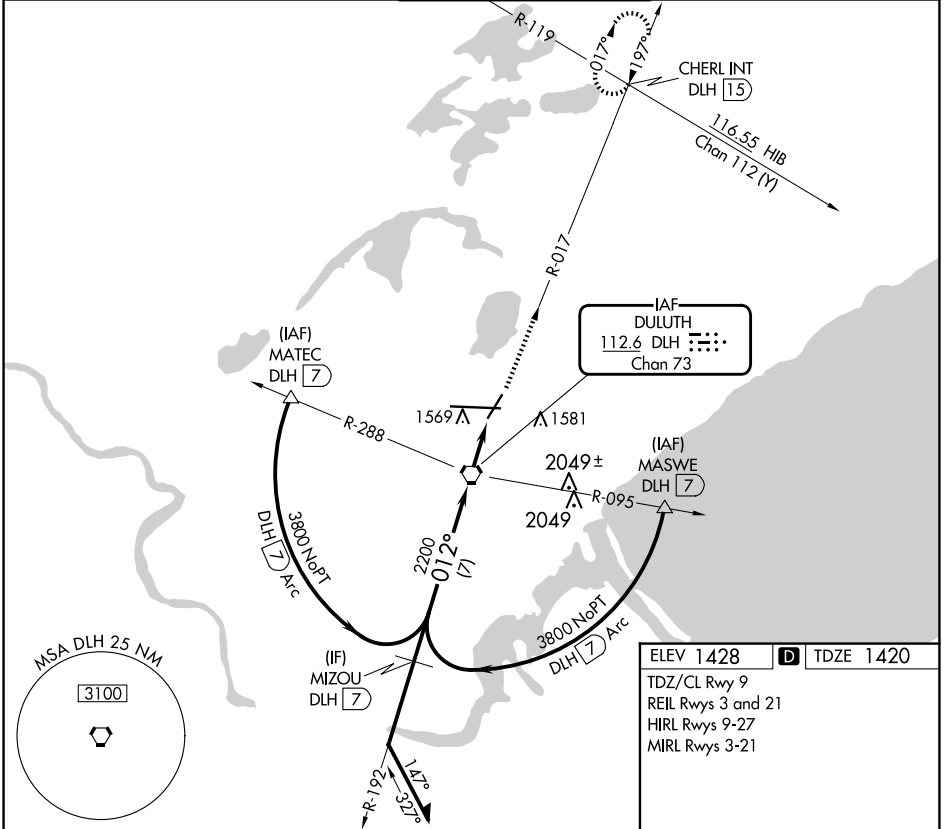 R-119
017°
197°
CHERL INT
DLH 15
116.55 HIB
Chan 112 (Y)
R-017
IAF
DULUTH
112.6 DLH
Chan 73
(IAF)
MATEC
DLH 7
R-288
1569
1581
(IAF)
MASWE
DLH 7
2049±
R-095
2049
3800 NoPT
DLH 7 Arc
2200
012°
(7)
3800 NoPT
DLH 7 Arc
(IF)
MIZOU
DLH 7
MSA DLH 25 NM
3100
R-192
147°
327°
ELEV 1428 D TDZE 1420
TDZ/CL Rwy 9
REIL Rwys 3 and 21
HIRL Rwys 9-27
MIRL Rwys 3-21